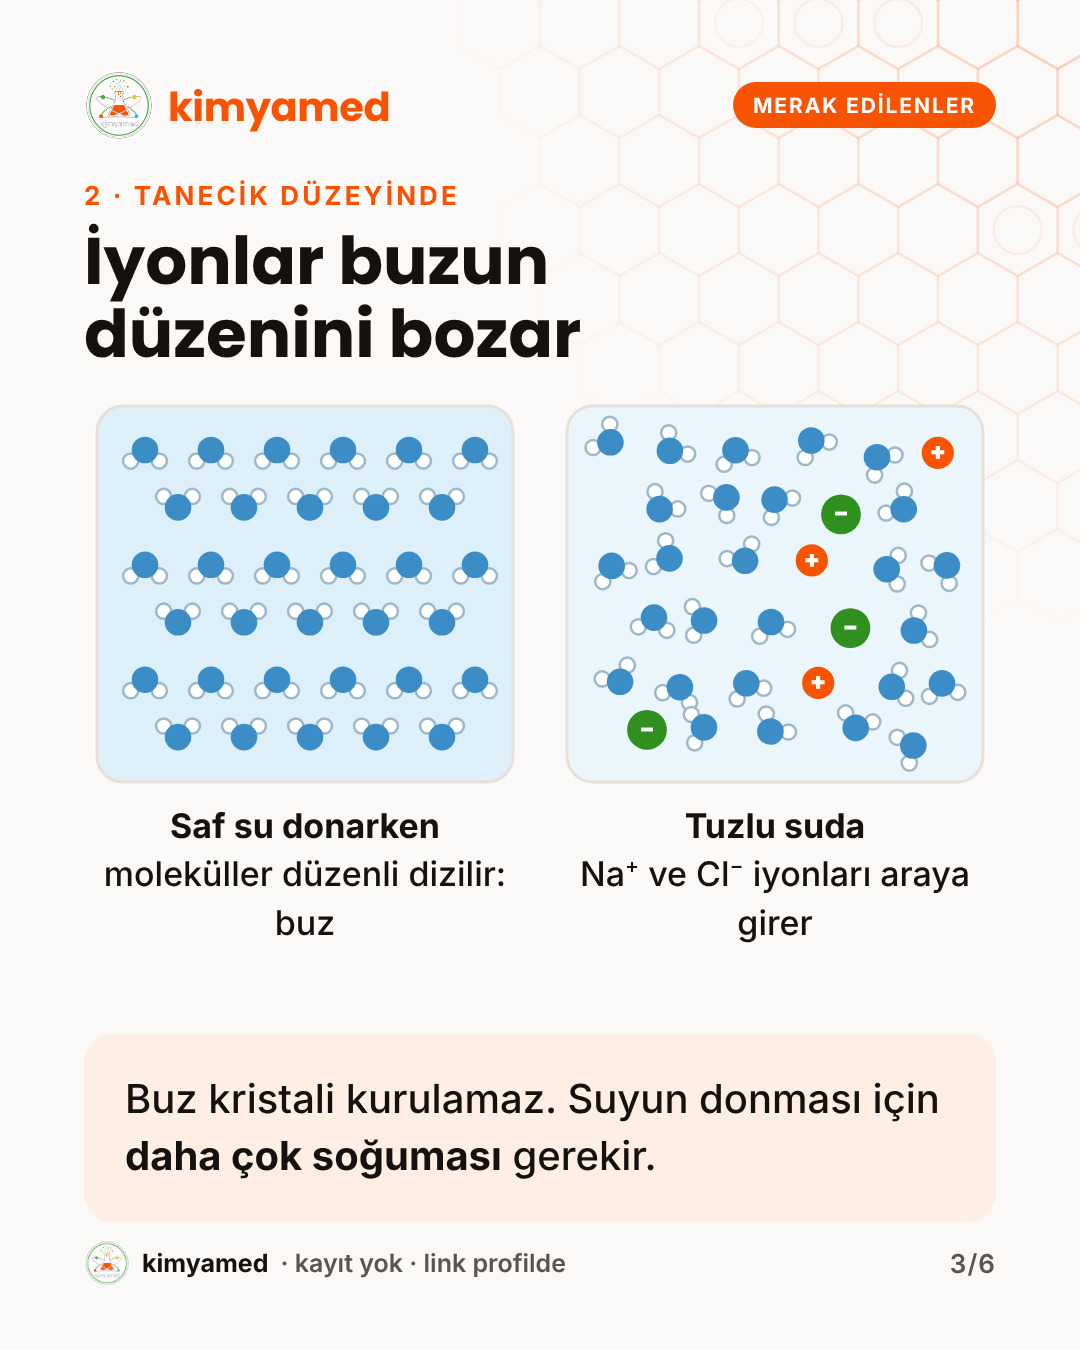 kimyamed
MERAK EDİLENLER
2 · TANECİK DÜZEYİNDE
İyonlar buzun
düzenini bozar
Saf su donarken
moleküller düzenli dizilir:
buz
Tuzlu suda
Na⁺ ve Cl⁻ iyonları araya
girer
Buz kristali kurulamaz. Suyun donması için
daha çok soğuması gerekir.
kimyamed · kayıt yok · link profilde
3/6